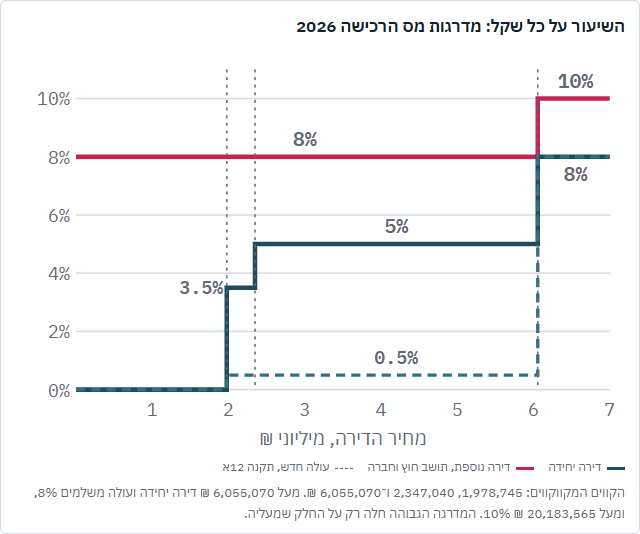 השיעור על כל שקל: מדרגות מס הרכישה 2026
10%
8%
6%
4%
2%
0%
10%
8%
8%
5%
3.5%
0.5%
1 2 3 4 5 6 7
מחיר הדירה, מיליוני ₪
דירה יחידה דירה נוספת, תושב חוץ וחברה עולה חדש, תקנה 12א
הקווים המקווקווים: 1,978,745, 2,347,040 ו־6,055,070 ₪. מעל 6,055,070 ₪ דירה יחידה ועולה משלמים 8%,
ומעל 20,183,565 ₪ 10%. המדרגה הגבוהה חלה רק על החלק שמעליה.